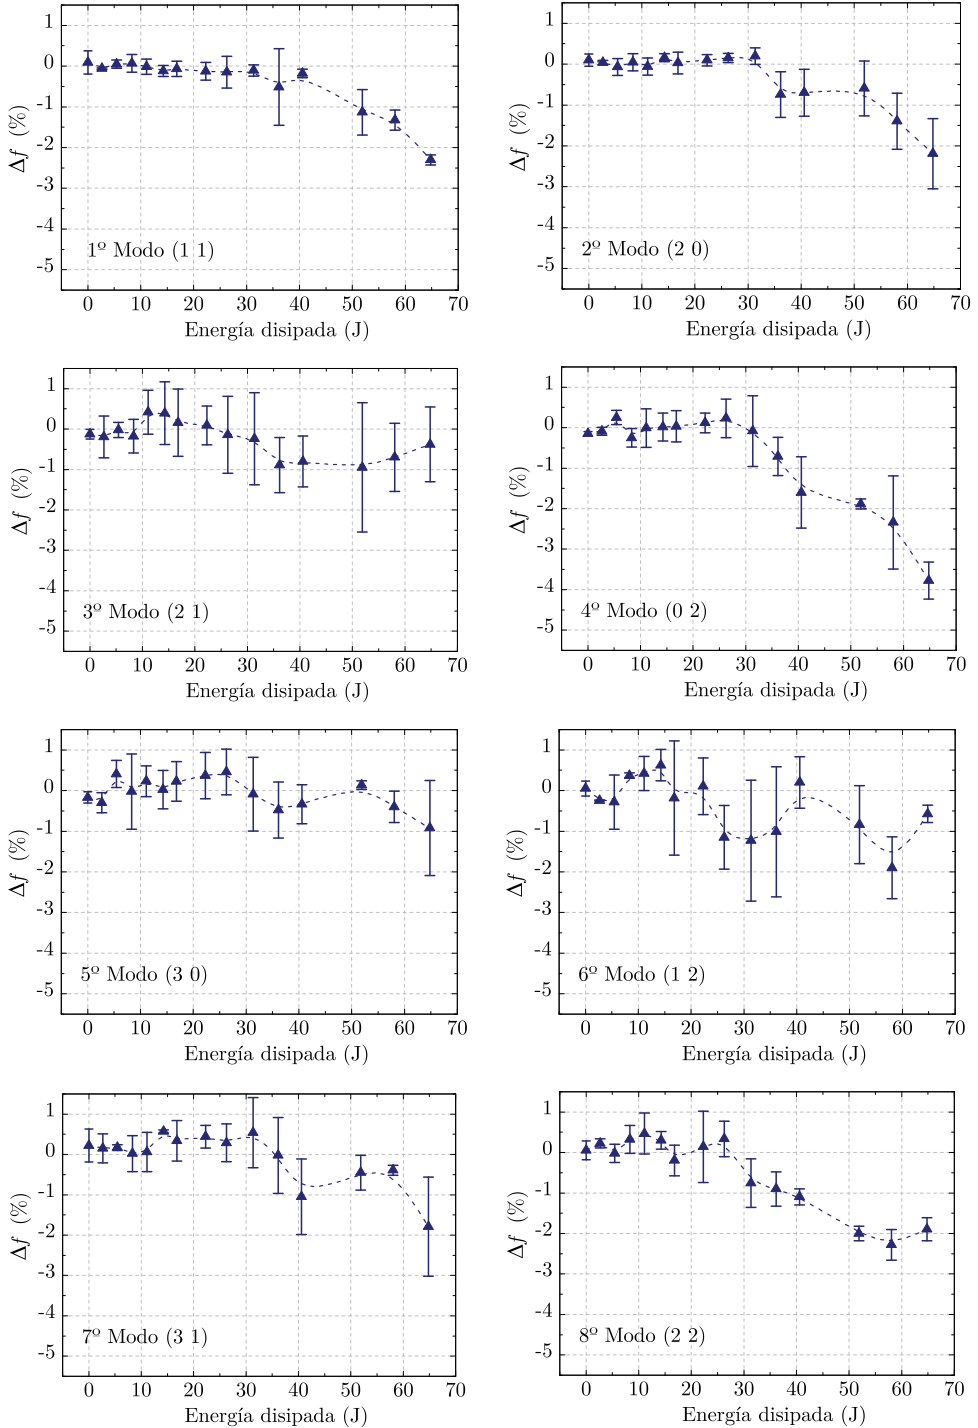 1
0
-1
-2
-3
-4
-5
Δf (%)
1º Modo (1 1)
0 10 20 30 40 50 60 70
Energía disipada (J)
1
0
-1
-2
-3
-4
-5
Δf (%)
2º Modo (2 0)
0 10 20 30 40 50 60 70
Energía disipada (J)
1
0
-1
-2
-3
-4
-5
Δf (%)
3º Modo (2 1)
0 10 20 30 40 50 60 70
Energía disipada (J)
1
0
-1
-2
-3
-4
-5
Δf (%)
4º Modo (0 2)
0 10 20 30 40 50 60 70
Energía disipada (J)
1
0
-1
-2
-3
-4
-5
Δf (%)
5º Modo (3 0)
0 10 20 30 40 50 60 70
Energía disipada (J)
1
0
-1
-2
-3
-4
-5
Δf (%)
6º Modo (1 2)
0 10 20 30 40 50 60 70
Energía disipada (J)
1
0
-1
-2
-3
-4
-5
Δf (%)
7º Modo (3 1)
0 10 20 30 40 50 60 70
Energía disipada (J)
1
0
-1
-2
-3
-4
-5
Δf (%)
8º Modo (2 2)
0 10 20 30 40 50 60 70
Energía disipada (J)